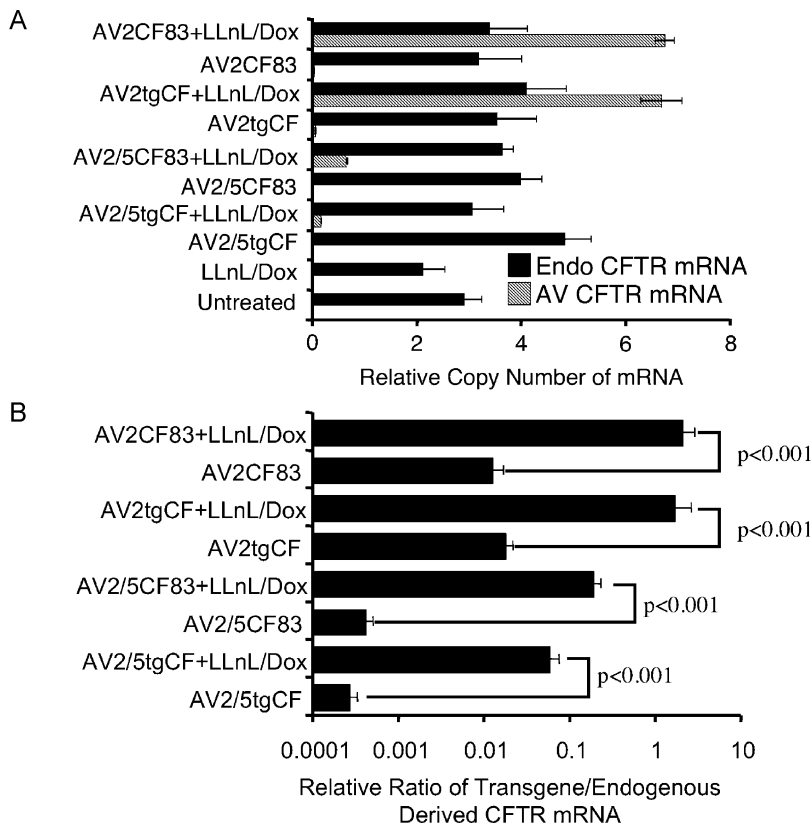 A
AV2CF83+LLnL/Dox
AV2CF83
AV2tgCF+LLnL/Dox
AV2tgCF
AV2/5CF83+LLnL/Dox
AV2/5CF83
AV2/5tgCF+LLnL/Dox
AV2/5tgCF
LLnL/Dox
Untreated
Endo CFTR mRNA
AV CFTR mRNA
0 2 4 6 8
Relative Copy Number of mRNA
B
AV2CF83+LLnL/Dox
AV2CF83
p<0.001
AV2tgCF+LLnL/Dox
AV2tgCF
p<0.001
AV2/5CF83+LLnL/Dox
AV2/5CF83
p<0.001
AV2/5tgCF+LLnL/Dox
AV2/5tgCF
p<0.001
0.0001 0.001 0.01 0.1 1 10
Relative Ratio of Transgene/Endogenous
Derived CFTR mRNA